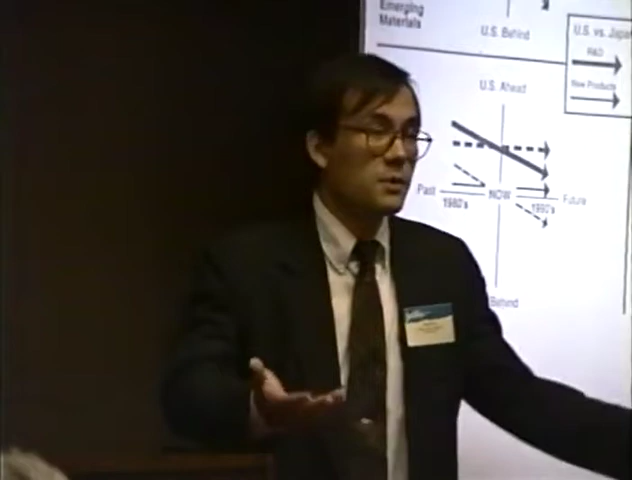 Emerging
Materials
U.S. Behind
U.S. vs. Japan
R&D
New Products
U.S. Ahead
Past
NOW
Future
1980's
1990's
Behind